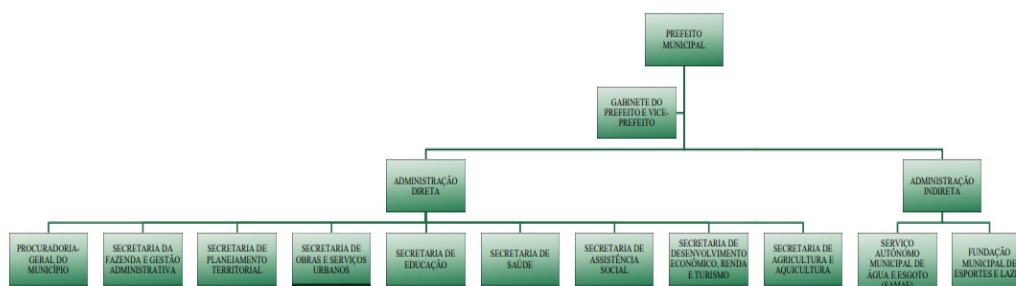 PREFEITO
MUNICIPAL
GABINETE DO
PREFEITO E VICE-
PREFEITO
ADMINISTRAÇÃO
DIRETA
ADMINISTRAÇÃO
INDIRETA
PROCURADORIA-
GERAL DO
MUNICÍPIO
SECRETARIA DA
FAZENDA E GESTÃO
ADMINISTRATIVA
SECRETARIA DE
PLANEJAMENTO
TERRITORIAL
SECRETARIA DE
OBRAS E SERVIÇOS
URBANOS
SECRETARIA DE
EDUCAÇÃO
SECRETARIA DE
SAÚDE
SECRETARIA DE
ASSISTÊNCIA
SOCIAL
SECRETARIA DE
DESENVOLVIMENTO
ECONÔMICO, RENDA
E TURISMO
SECRETARIA DE
AGRICULTURA E
AQUICULTURA
SERVIÇO
AUTÔNOMO
MUNICIPAL DE
ÁGUA E ESGOTO
(SAMAE)
FUNDAÇÃO
MUNICIPAL DE
ESPORTES E LAZ